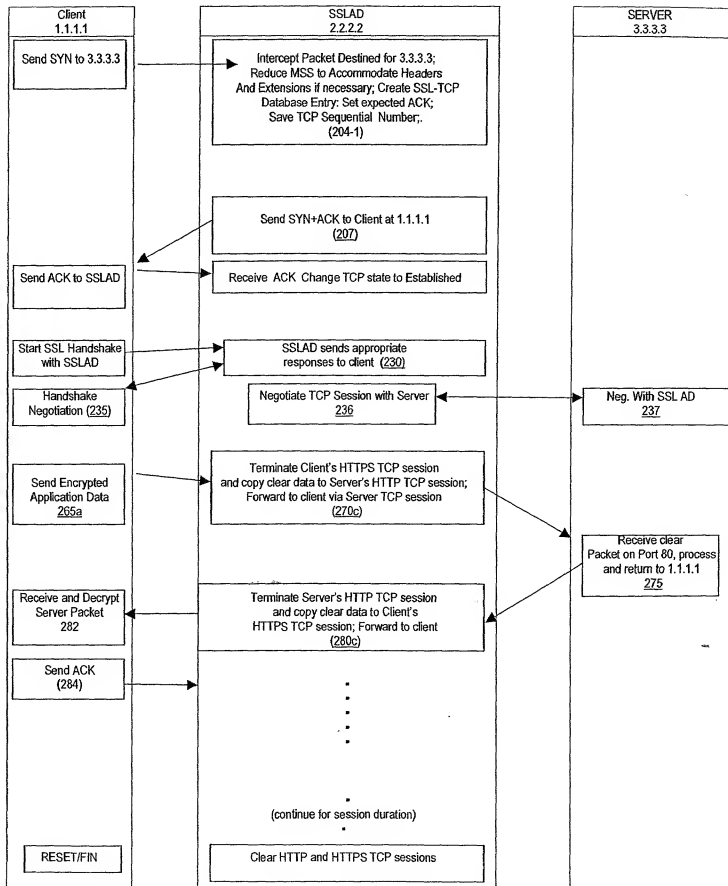 Client
1.1.1.1
SSLAD
2.2.2.2
SERVER
3.3.3.3
Send SYN to 3.3.3.3
Intercept Packet Destined for 3.3.3.3;
Reduce MSS to Accommodate Headers
And Extensions if necessary; Create SSL-TCP
Database Entry: Set expected ACK;
Save TCP Sequential Number;.
(204-1)
Send SYN+ACK to Client at 1.1.1.1
(207)
Send ACK to SSLAD
Receive ACK Change TCP state to Established
Start SSL Handshake
with SSLAD
SSLAD sends appropriate
responses to client (230)
Handshake
Negotiation (235)
Negotiate TCP Session with Server
236
Neg. With SSL AD
237
Send Encrypted
Application Data
265a
Terminate Client's HTTPS TCP session
and copy clear data to Server's HTTP TCP session;
Forward to client via Server TCP session
(270c)
Receive clear
Packet on Port 80, process
and return to 1.1.1.1
275
Receive and Decrypt
Server Packet
282
Terminate Server's HTTP TCP session
and copy clear data to Client's
HTTPS TCP session; Forward to client
(280c)
Send ACK
(284)
(continue for session duration)
RESET/FIN
Clear HTTP and HTTPS TCP sessions